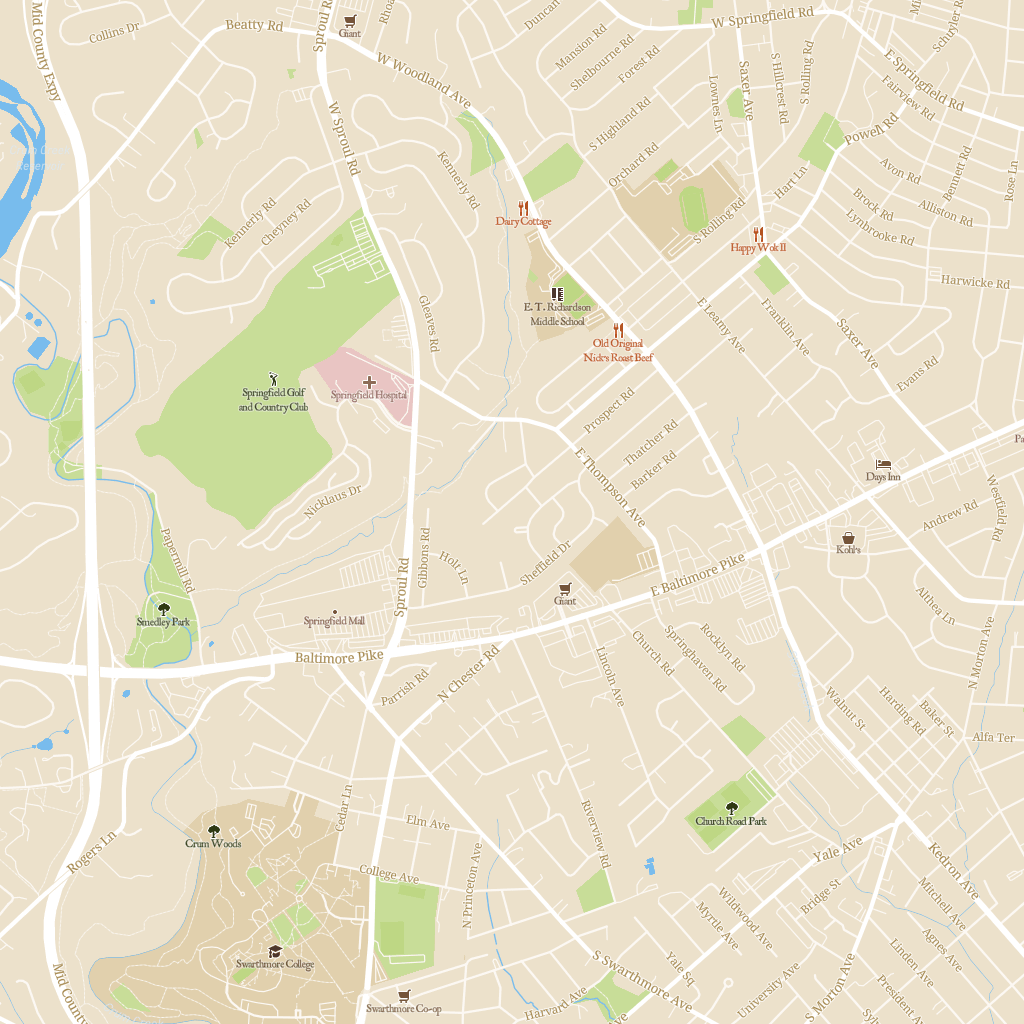 Mid County Expy
Collins Dr
Beatty Rd
Sproul Rd
Giant
W Woodland Ave
Duncan
Mansion Rd
Shelbourne Rd
Forest Rd
W Springfield Rd
Saxer Ave
Lownes Ln
S Hillcrest Rd
S Rolling Rd
E Springfield Rd
Schuyler Rd
Fairview Rd
Powell Rd
W Sproul Rd
Kennerly Rd
S Highland Rd
Orchard Rd
Hart Ln
Avon Rd
Bennett Rd
Rose Ln
Brock Rd
Alliston Rd
Lynbrooke Rd
Kennerly Rd
Cheyney Rd
Dairy Cottage
S Rolling Rd
Happy Wok II
Harwicke Rd
E. T. Richardson
Middle School
Gleaves Rd
Old Original
Nick's Roast Beef
E Leamy Ave
Franklin Ave
Saxer Ave
Evans Rd
Springfield Golf
and Country Club
Springfield Hospital
Prospect Rd
Thatcher Rd
Barker Rd
E Thompson Ave
Nicklaus Dr
Days Inn
Westfield Rd
Andrew Rd
Kohl's
Papermill Rd
Gibbons Rd
Holt Ln
Sheffield Dr
Sproul Rd
E Baltimore Pike
Giant
Smedley Park
Springfield Mall
Althea Ln
N Morton Ave
Baltimore Pike
Parrish Rd
N Chester Rd
Lincoln Ave
Church Rd
Springhaven Rd
Rocklyn Rd
Walnut St
Harding Rd
Baker St
Alfa Ter
Cedar Ln
Elm Ave
Riverview Rd
Church Road Park
Crum Woods
Rogers Ln
College Ave
N Princeton Ave
Yale Ave
Kedron Ave
Bridge St
Wildwood Ave
Myrtle Ave
Mitchell Ave
Agnes Ave
Linden Ave
President Ave
Swarthmore College
Swarthmore Co-op
S Swarthmore Ave
Yale Sq
Harvard Ave
University Ave
S Morton Ave
Mid County